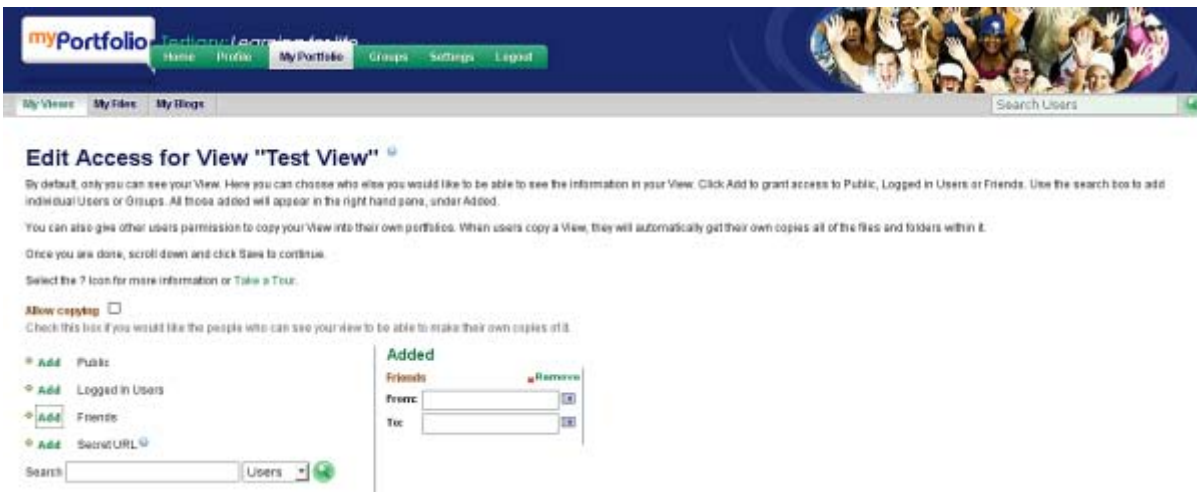 myPortfolio Tertiary: Learning for life
Home Profile My Portfolio Groups Settings Logout
My Views My Files My Blogs
Search Users
Edit Access for View "Test View"
By default, only you can see your View. Here you can choose who else you would like to be able to see the information in your View. Click Add to grant access to Public, Logged in Users or Friends. Use the search box to add
individual Users or Groups. All those added will appear in the right hand pane, under Added.
You can also give other users permission to copy your View into their own portfolios. When users copy a View, they will automatically get their own copies all of the files and folders within it.
Once you are done, scroll down and click Save to continue.
Select the ? icon for more information or Take a Tour.
Allow copying
Check this box if you would like the people who can see your view to be able to make their own copies of it.
Add Public
Add Logged In Users
Add Friends
Add Secret URL
Search Users
Added
Friends Remove
From:
To: